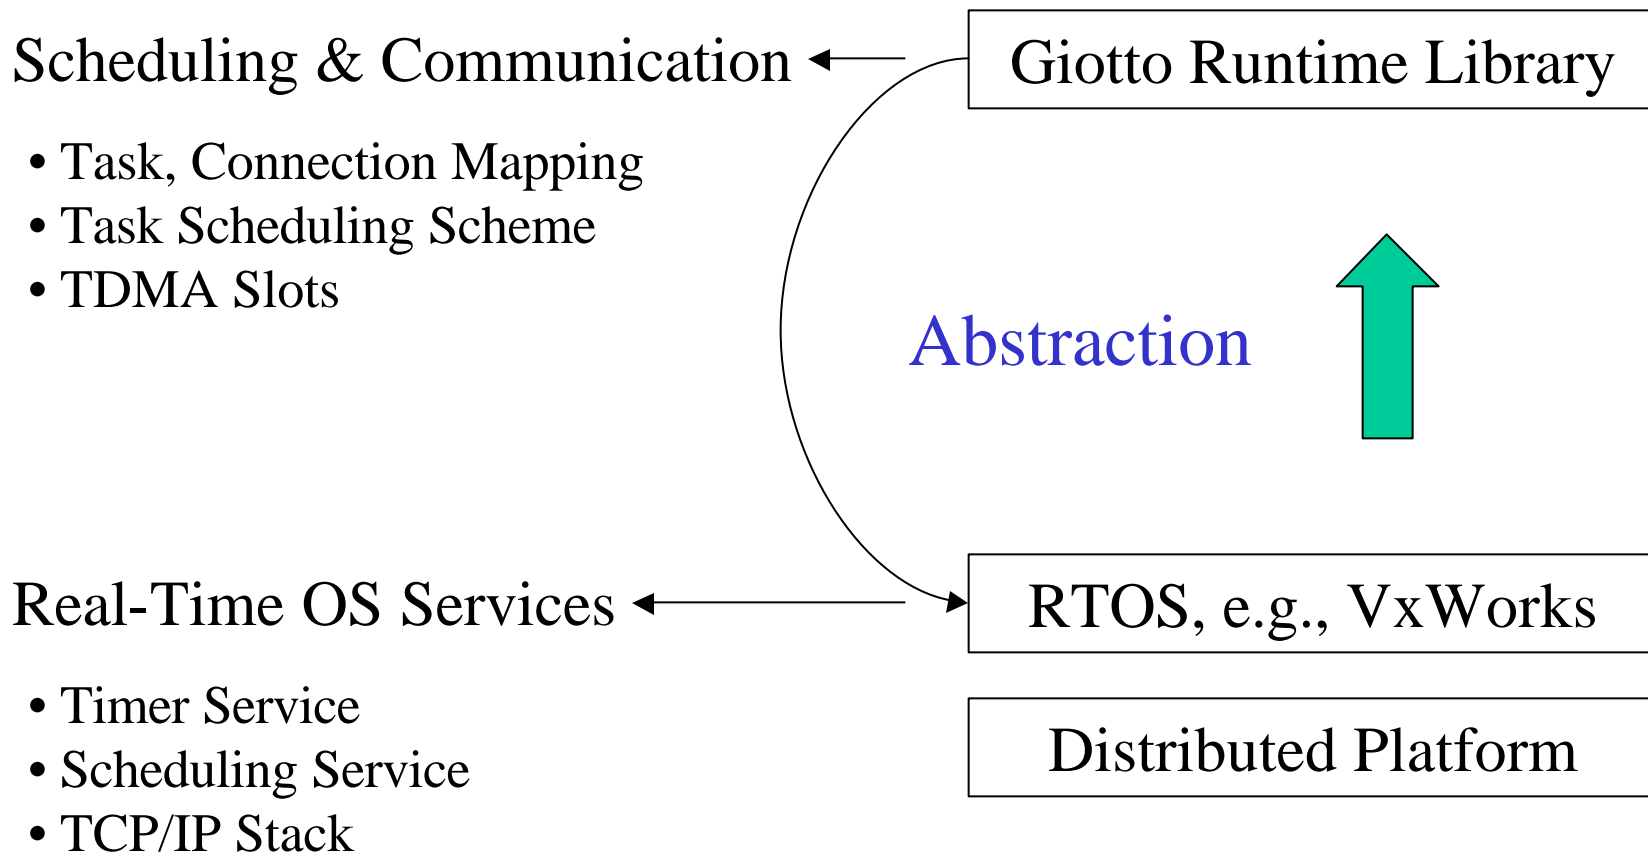 Scheduling & Communication
Giotto Runtime Library
• Task, Connection Mapping
• Task Scheduling Scheme
• TDMA Slots
Abstraction
Real-Time OS Services
RTOS, e.g., VxWorks
• Timer Service
• Scheduling Service
• TCP/IP Stack
Distributed Platform